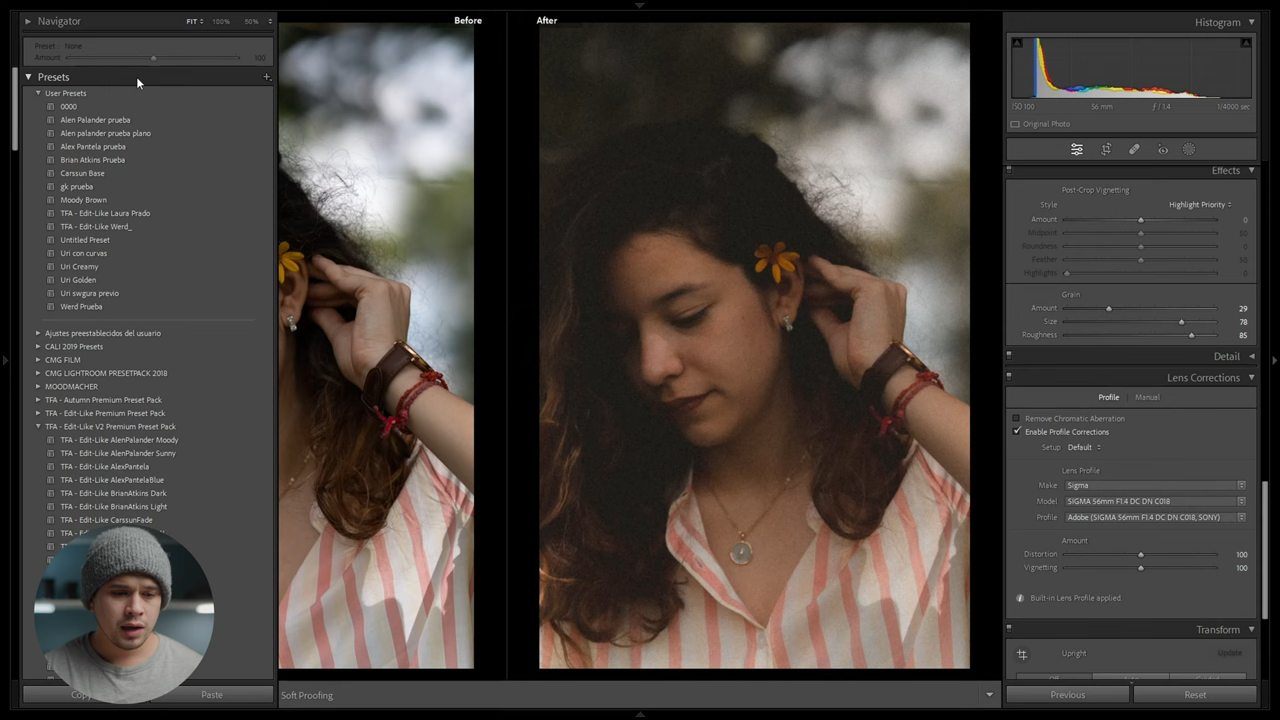 Navigator
FIT 100% 50%
Preset: None
Amount 100
Presets
User Presets
0000
Alen Palander prueba
Alen palander prueba plano
Alex Pantela prueba
Brian Atkins Prueba
Carssun Base
gk prueba
Moody Brown
TFA - Edit-Like Laura Prado
TFA - Edit-Like Werd_
Untitled Preset
Uri con curvas
Uri Creamy
Uri Golden
Uri swgura previo
Werd Prueba
Ajustes preestablecidos del usuario
CALI 2019 Presets
CMG FILM
CMG LIGHTROOM PRESETPACK 2018
MOODMACHER
TFA - Autumn Premium Preset Pack
TFA - Edit-Like Premium Preset Pack
TFA - Edit-Like V2 Premium Preset Pack
TFA - Edit-Like AlenPalander Moody
TFA - Edit-Like AlenPalander Sunny
TFA - Edit-Like AlexPantela
TFA - Edit-Like AlexPantelaBlue
TFA - Edit-Like BrianAtkins Dark
TFA - Edit-Like BrianAtkins Light
TFA - Edit-Like CarssunFade
Paste
Before
After
Soft Proofing
Histogram
ISO 100 56 mm ƒ / 1.4 1/4000 sec
Original Photo
Effects
Post-Crop Vignetting
Style Highlight Priority
Amount 0
Midpoint 50
Roundness 0
Feather 50
Highlights 0
Grain
Amount 29
Size 78
Roughness 85
Detail
Lens Corrections
Profile Manual
Remove Chromatic Aberration
Enable Profile Corrections
Setup Default
Lens Profile
Make Sigma
Model SIGMA 56mm F1.4 DC DN C018
Profile Adobe (SIGMA 56mm F1.4 DC DN C018, SONY)
Amount
Distortion 100
Vignetting 100
Built-in Lens Profile applied.
Transform
Upright Update
Previous Reset